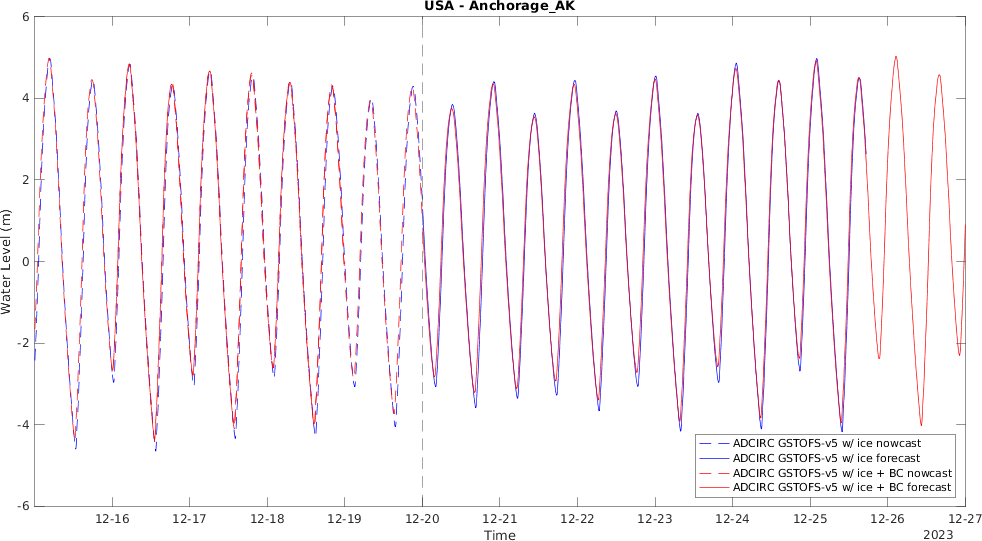 USA - Anchorage_AK
6
4
2
0
-2
-4
-6
Water Level (m)
ADCIRC GSTOFS-v5 w/ ice nowcast
ADCIRC GSTOFS-v5 w/ ice forecast
ADCIRC GSTOFS-v5 w/ ice + BC nowcast
ADCIRC GSTOFS-v5 w/ ice + BC forecast
12-16 12-17 12-18 12-19 12-20 12-21 12-22 12-23 12-24 12-25 12-26 12-27
Time
2023